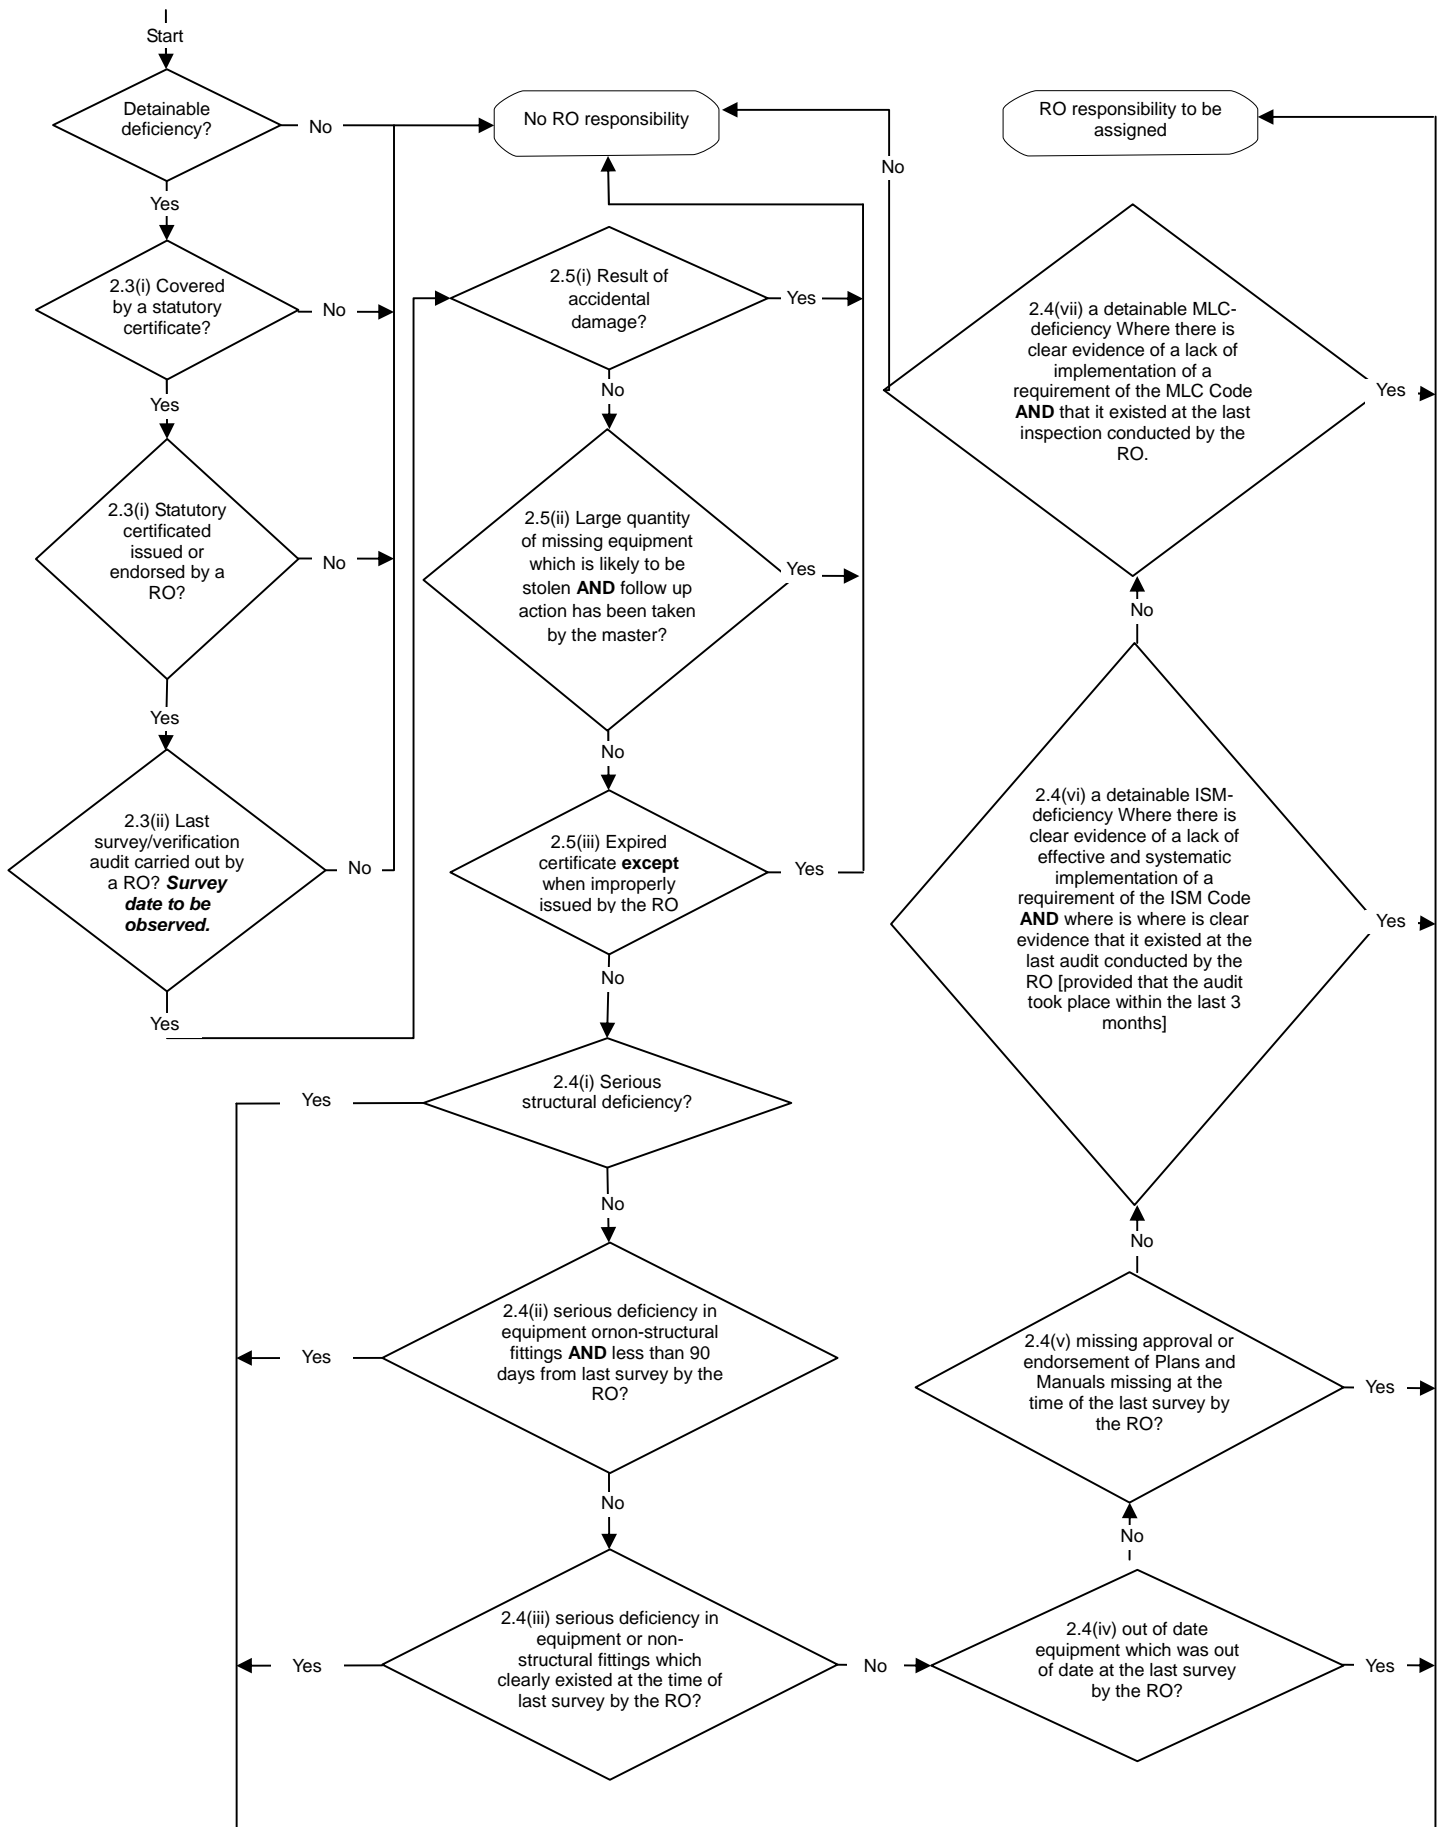 Start
Detainable
deficiency?
No
Yes
2.3(i) Covered
by a statutory
certificate?
No
Yes
2.3(i) Statutory
certificated
issued or
endorsed by a
RO?
No
Yes
2.3(ii) Last
survey/verification
audit carried out by
a RO? Survey
date to be
observed.
No
Yes
No RO responsibility
2.5(i) Result of
accidental
damage?
Yes
No
2.5(ii) Large quantity
of missing equipment
which is likely to be
stolen AND follow up
action has been taken
by the master?
Yes
No
2.5(iii) Expired
certificate except
when improperly
issued by the RO
Yes
No
2.4(i) Serious
structural deficiency?
Yes
No
2.4(ii) serious deficiency in
equipment ornon-structural
fittings AND less than 90
days from last survey by the
RO?
Yes
No
2.4(iii) serious deficiency in
equipment or non-
structural fittings which
clearly existed at the time of
last survey by the RO?
Yes
No
2.4(iv) out of date
equipment which was out
of date at the last survey
by the RO?
Yes
No
2.4(v) missing approval or
endorsement of Plans and
Manuals missing at the
time of the last survey by
the RO?
Yes
No
2.4(vi) a detainable ISM-
deficiency Where there is
clear evidence of a lack of
effective and systematic
implementation of a
requirement of the ISM Code
AND where is where is clear
evidence that it existed at the
last audit conducted by the
RO [provided that the audit
took place within the last 3
months]
Yes
No
2.4(vii) a detainable MLC-
deficiency Where there is
clear evidence of a lack of
implementation of a
requirement of the MLC Code
AND that it existed at the last
inspection conducted by the
RO.
Yes
No
RO responsibility to be
assigned